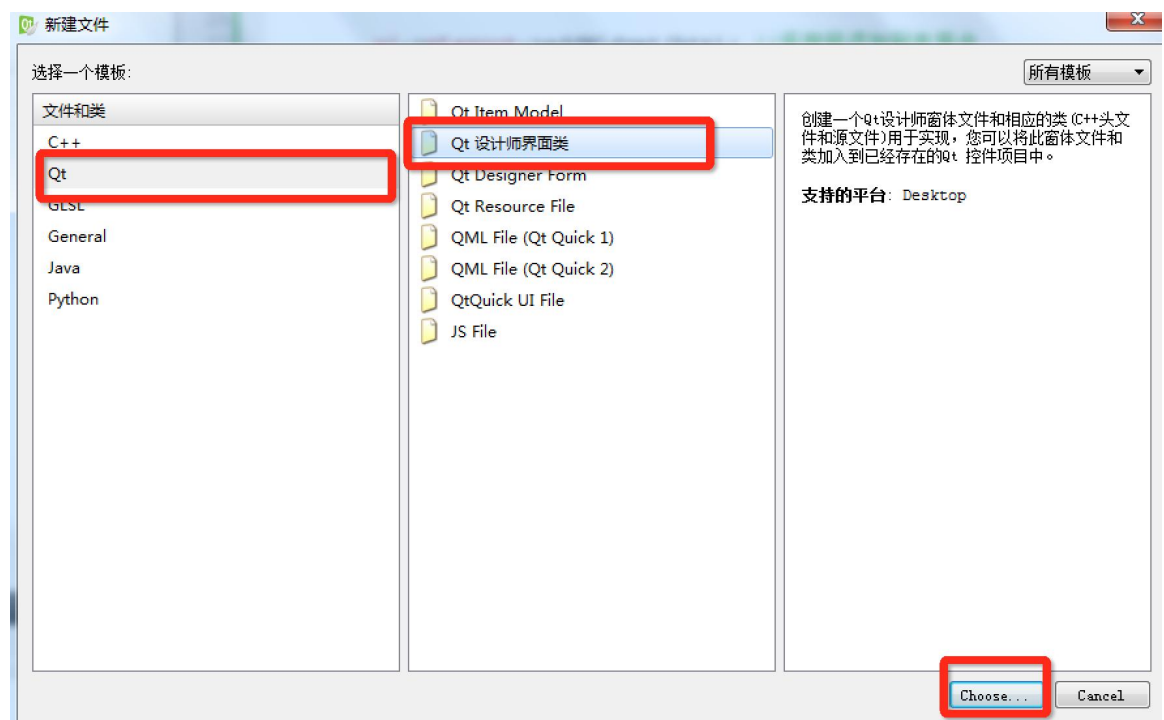 新建文件
选择一个模板:
所有模板
文件和类
C++
Qt
GLSL
General
Java
Python
Qt Item Model
Qt 设计师界面类
Qt Designer Form
Qt Resource File
QML File (Qt Quick 1)
QML File (Qt Quick 2)
QtQuick UI File
JS File
创建一个Qt设计师窗体文件和相应的类(C++头文
件和源文件)用于实现，您可以将此窗体文件和
类加入到已经存在的Qt 控件项目中。
支持的平台: Desktop
Choose...
Cancel